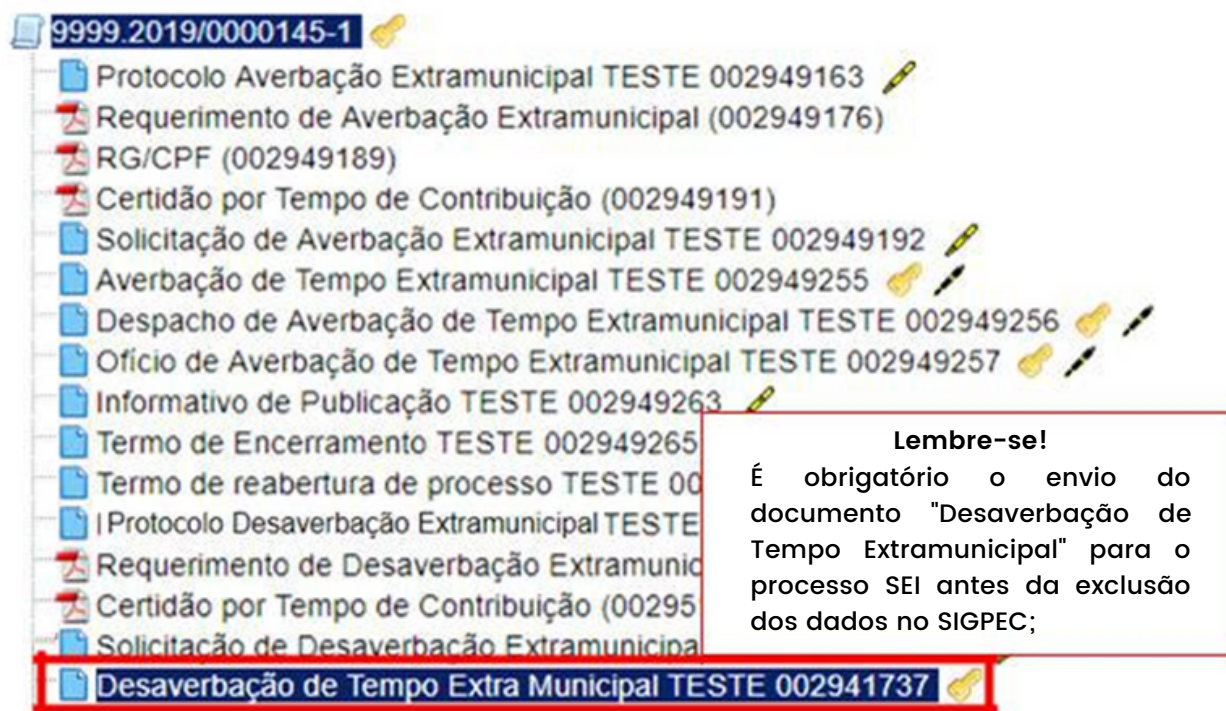 9999.2019/0000145-1
Protocolo Averbação Extramunicipal TESTE 002949163
Requerimento de Averbação Extramunicipal (002949176)
RG/CPF (002949189)
Certidão por Tempo de Contribuição (002949191)
Solicitação de Averbação Extramunicipal TESTE 002949192
Averbação de Tempo Extramunicipal TESTE 002949255
Despacho de Averbação de Tempo Extramunicipal TESTE 002949256
Ofício de Averbação de Tempo Extramunicipal TESTE 002949257
Informativo de Publicação TESTE 002949263
Termo de Encerramento TESTE 002949265
Termo de reabertura de processo TESTE 00
| Protocolo Desaverbação Extramunicipal TESTE
Requerimento de Desaverbação Extramunic
Certidão por Tempo de Contribuição (00295
Solicitação de Desaverbação Extramunicipa
Desaverbação de Tempo Extra Municipal TESTE 002941737
Lembre-se!
É obrigatório o envio do
documento "Desaverbação de
Tempo Extramunicipal" para o
processo SEI antes da exclusão
dos dados no SIGPEC;